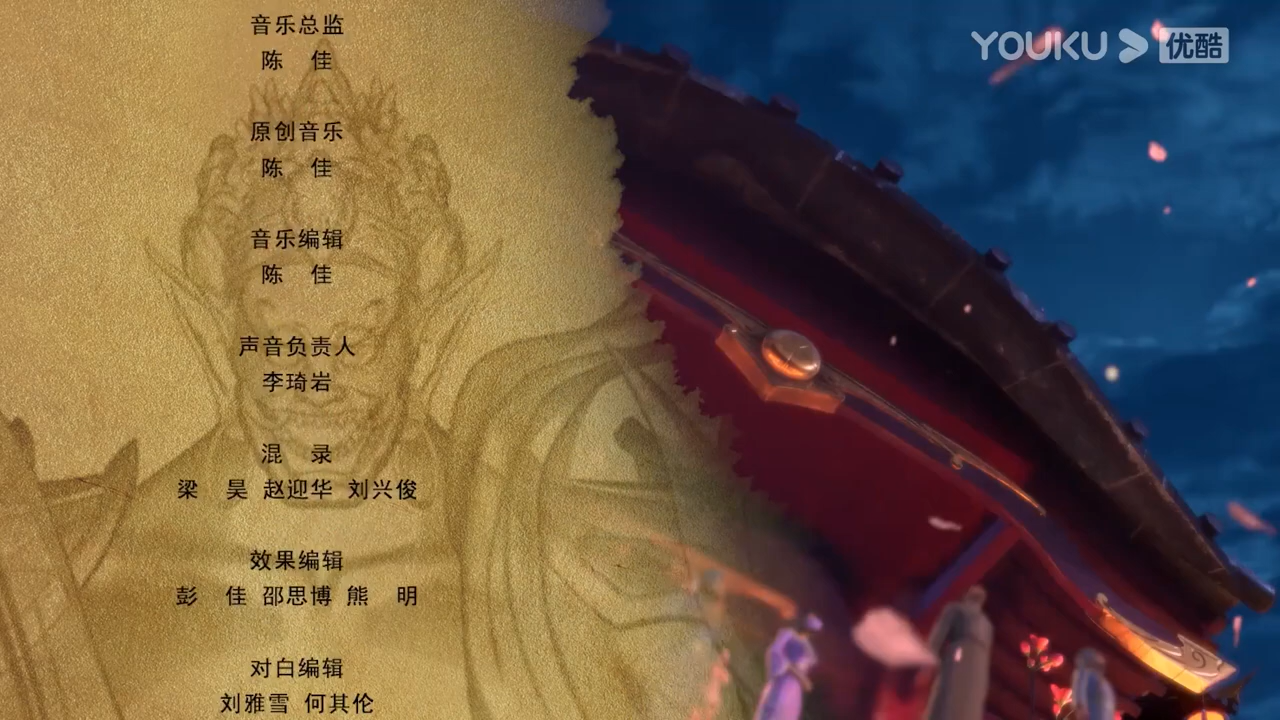 音乐总监
陈 佳
原创音乐
陈 佳
音乐编辑
陈 佳
声音负责人
李琦岩
混 录
梁 昊 赵迎华 刘兴俊
效果编辑
彭 佳 邵思博 熊 明
对白编辑
刘雅雪 何其伦
YOUKU 优酷